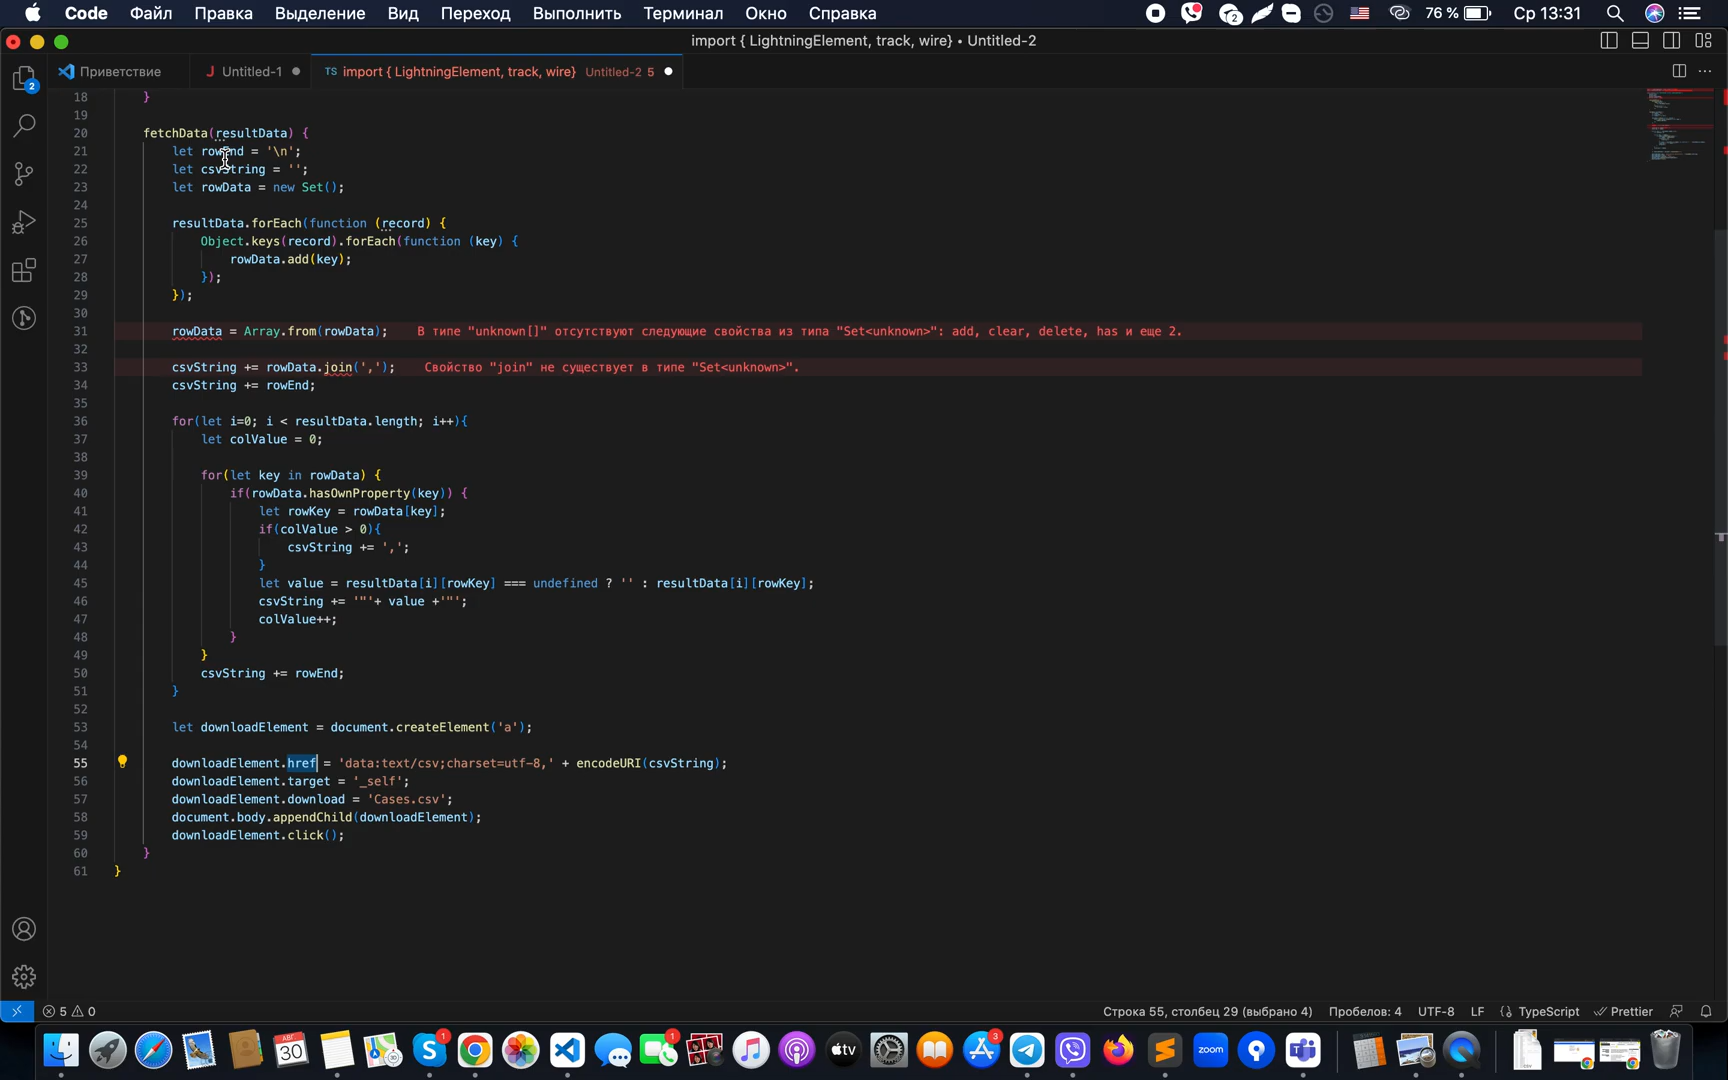 Code Файл Правка Выделение Вид Переход Выполнить Терминал Окно Справка 2 76 % Ср 13:31
import { LightningElement, track, wire} • Untitled-2
Приветствие J Untitled-1 TS import { LightningElement, track, wire} Untitled-2 5
2
18 }
19
20 fetchData(resultData) {
21 let rowEnd = '\n';
22 let csvString = '';
23 let rowData = new Set();
24
25 resultData.forEach(function (record) {
26 Object.keys(record).forEach(function (key) {
27 rowData.add(key);
28 });
29 });
30
31 rowData = Array.from(rowData); В типе "unknown[]" отсутствуют следующие свойства из типа "Set<unknown>": add, clear, delete, has и еще 2.
32
33 csvString += rowData.join(','); Свойство "join" не существует в типе "Set<unknown>".
34 csvString += rowEnd;
35
36 for(let i=0; i < resultData.length; i++){
37 let colValue = 0;
38
39 for(let key in rowData) {
40 if(rowData.hasOwnProperty(key)) {
41 let rowKey = rowData[key];
42 if(colValue > 0){
43 csvString += ',';
44 }
45 let value = resultData[i][rowKey] === undefined ? '' : resultData[i][rowKey];
46 csvString += '"'+ value +'"';
47 colValue++;
48 }
49 }
50 csvString += rowEnd;
51 }
52
53 let downloadElement = document.createElement('a');
54
55 downloadElement.href = 'data:text/csv;charset=utf-8,' + encodeURI(csvString);
56 downloadElement.target = '_self';
57 downloadElement.download = 'Cases.csv';
58 document.body.appendChild(downloadElement);
59 downloadElement.click();
60 }
61 }
5 0 Строка 55, столбец 29 (выбрано 4) Пробелов: 4 UTF-8 LF {} TypeScript Prettier
АВГ. 30 1 1 tv 3 zoom